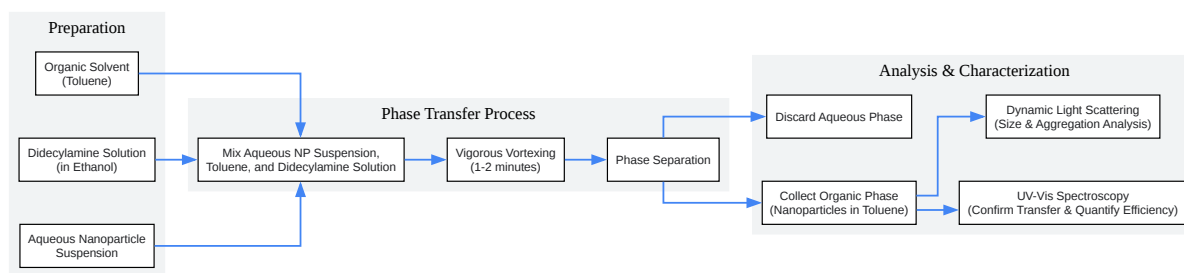 Preparation
Organic Solvent
(Toluene)
Didecylamine Solution
(in Ethanol)
Aqueous Nanoparticle
Suspension
Phase Transfer Process
Mix Aqueous NP Suspension,
Toluene, and Didecylamine Solution
Vigorous Vortexing
(1-2 minutes)
Phase Separation
Analysis & Characterization
Discard Aqueous Phase
Collect Organic Phase
(Nanoparticles in Toluene)
Dynamic Light Scattering
(Size & Aggregation Analysis)
UV-Vis Spectroscopy
(Confirm Transfer & Quantify Efficiency)